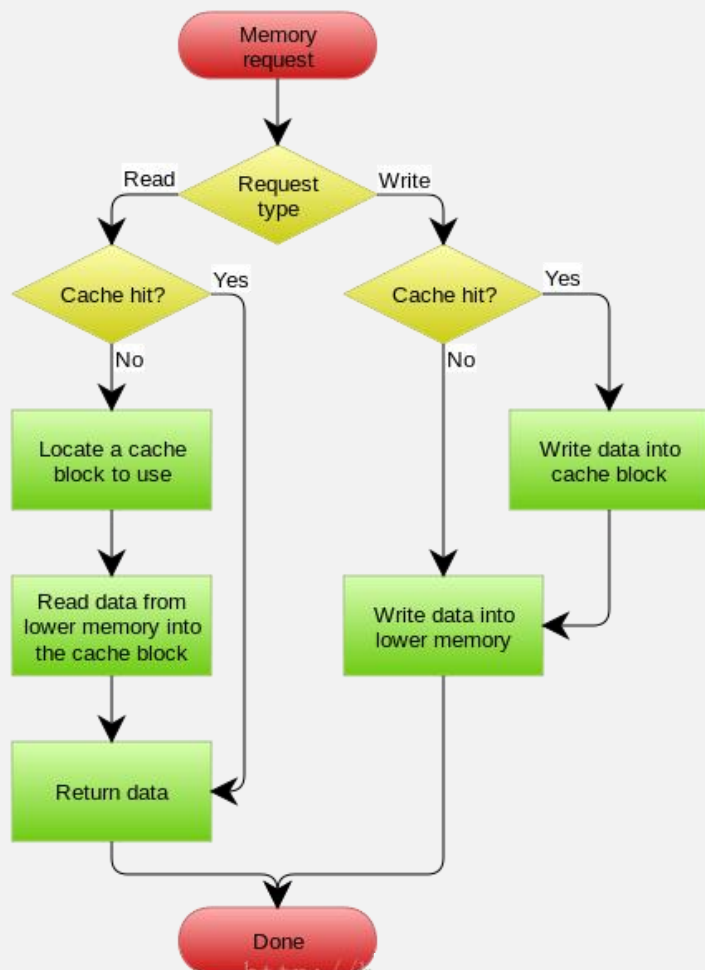 Memory
request
Request
type
Read
Write
Cache hit?
Yes
No
Cache hit?
Yes
No
Locate a cache
block to use
Write data into
cache block
Read data from
lower memory into
the cache block
Write data into
lower memory
Return data
Done